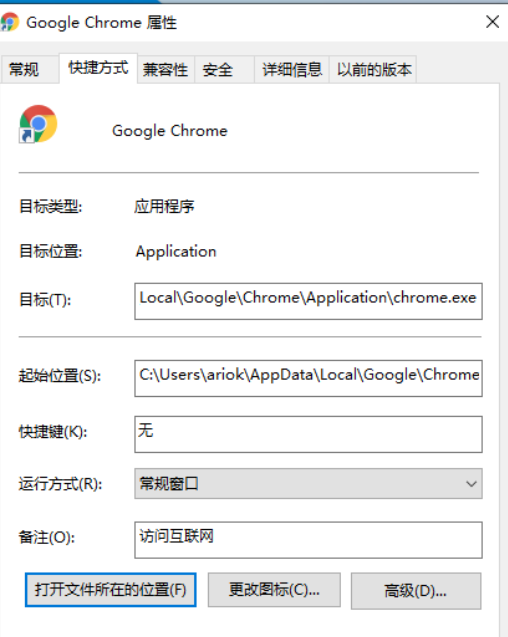 Google Chrome 属性
常规 快捷方式 兼容性 安全 详细信息 以前的版本
Google Chrome
目标类型: 应用程序
目标位置: Application
目标(T): Local\Google\Chrome\Application\chrome.exe
起始位置(S): C:\Users\ariok\AppData\Local\Google\Chrome
快捷键(K): 无
运行方式(R): 常规窗口
备注(O): 访问互联网
打开文件所在的位置(F) 更改图标(C)... 高级(D)...